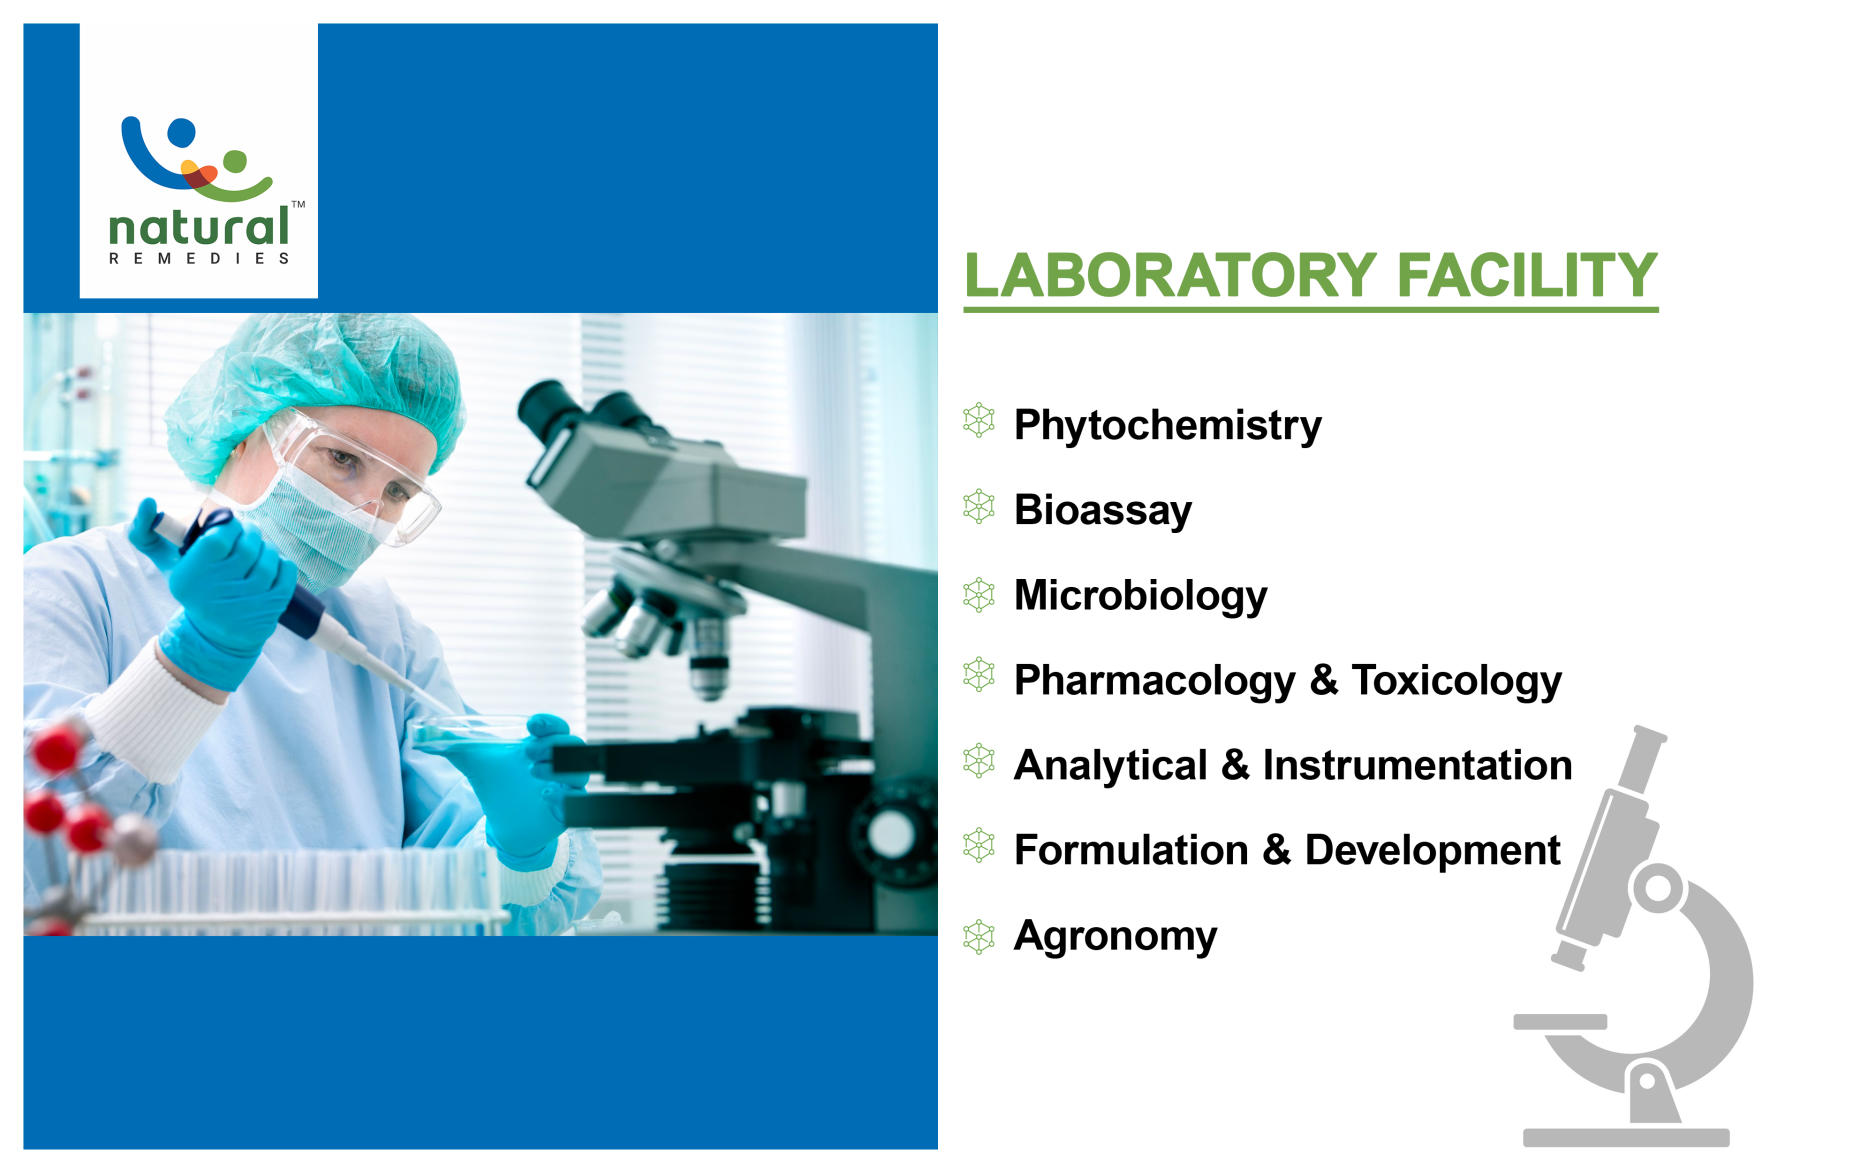 natural™
REMEDIES
LABORATORY FACILITY
Phytochemistry
Bioassay
Microbiology
Pharmacology & Toxicology
Analytical & Instrumentation
Formulation & Development
Agronomy